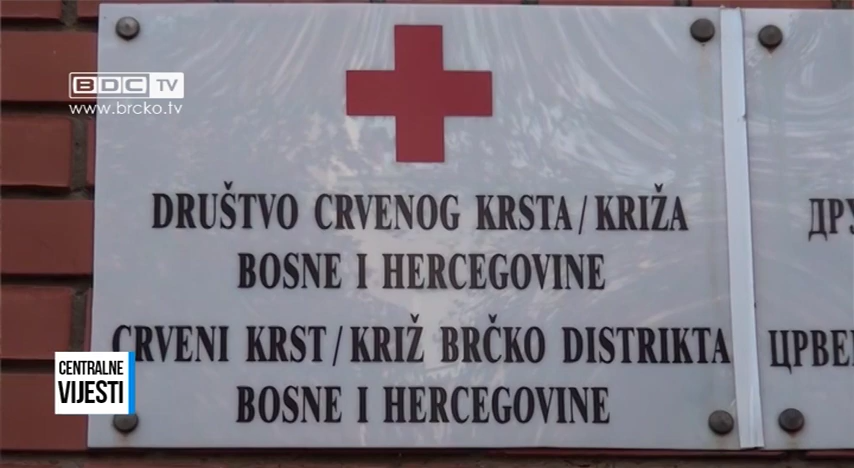 BDC TV
www.brcko.tv
DRUŠTVO CRVENOG KRSTA/KRIŽA
BOSNE I HERCEGOVINE
CRVENI KRST/KRIŽ BRČKO DISTRIKTA
BOSNE I HERCEGOVINE
CENTRALNE
VIJESTI